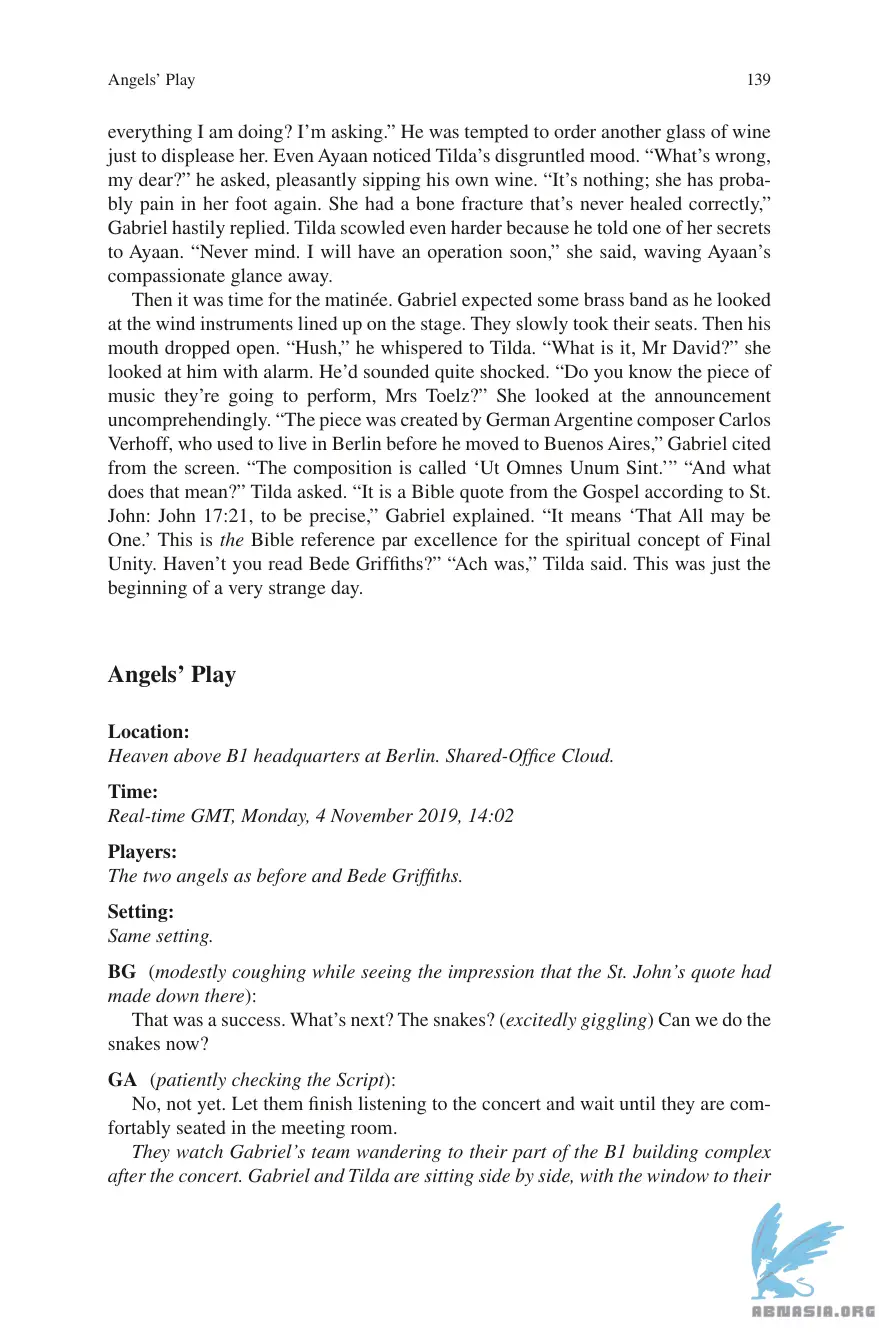 Angels’ Play 139
everything I am doing? I’m asking.” He was tempted to order another glass of wine
just to displease her. Even Ayaan noticed Tilda’s disgruntled mood. “What’s wrong,
my dear?” he asked, pleasantly sipping his own wine. “It’s nothing; she has proba-
bly pain in her foot again. She had a bone fracture that’s never healed correctly,”
Gabriel hastily replied. Tilda scowled even harder because he told one of her secrets
to Ayaan. “Never mind. I will have an operation soon,” she said, waving Ayaan’s
compassionate glance away.
Then it was time for the matinée. Gabriel expected some brass band as he looked
at the wind instruments lined up on the stage. They slowly took their seats. Then his
mouth dropped open. “Hush,” he whispered to Tilda. “What is it, Mr David?” she
looked at him with alarm. He’d sounded quite shocked. “Do you know the piece of
music they’re going to perform, Mrs Toelz?” She looked at the announcement
uncomprehendingly. “The piece was created by German Argentine composer Carlos
Verhoff, who used to live in Berlin before he moved to Buenos Aires,” Gabriel cited
from the screen. “The composition is called ‘Ut Omnes Unum Sint.’” “And what
does that mean?” Tilda asked. “It is a Bible quote from the Gospel according to St.
John: John 17:21, to be precise,” Gabriel explained. “It means ‘That All may be
One.’ This is the Bible reference par excellence for the spiritual concept of Final
Unity. Haven’t you read Bede Griffiths?” “Ach was,” Tilda said. This was just the
beginning of a very strange day.
Angels’ Play
Location:
Heaven above B1 headquarters at Berlin. Shared-Office Cloud.
Time:
Real-time GMT, Monday, 4 November 2019, 14:02
Players:
The two angels as before and Bede Griffiths.
Setting:
Same setting.
BG (modestly coughing while seeing the impression that the St. John’s quote had
made down there):
That was a success. What’s next? The snakes? (excitedly giggling) Can we do the
snakes now?
GA (patiently checking the Script):
No, not yet. Let them finish listening to the concert and wait until they are com-
fortably seated in the meeting room.
They watch Gabriel’s team wandering to their part of the B1 building complex
after the concert. Gabriel and Tilda are sitting side by side, with the window to their
ABNASIA.ORG